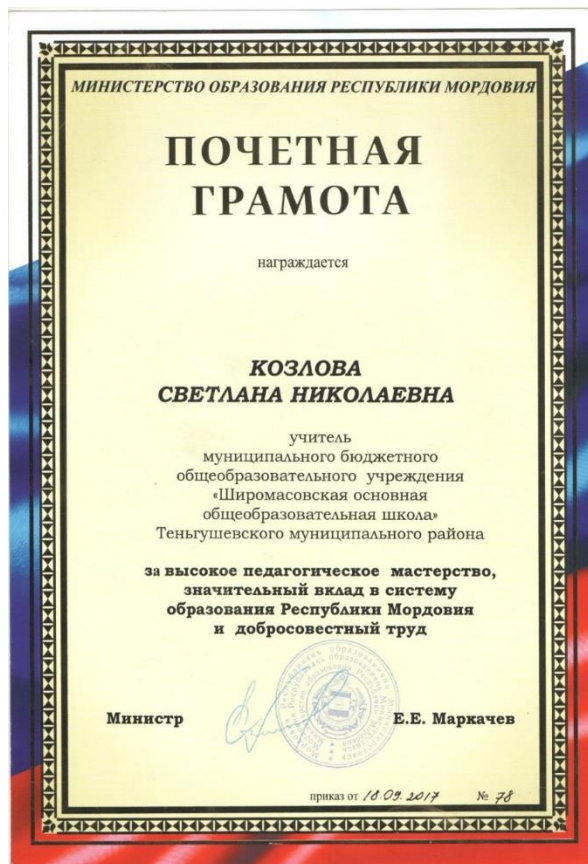 МИНИСТЕРСТВО ОБРАЗОВАНИЯ РЕСПУБЛИКИ МОРДОВИЯ
ПОЧЕТНАЯ
ГРАМОТА
награждается
КОЗЛОВА
СВЕТЛАНА НИКОЛАЕВНА
учитель
муниципального бюджетного
общеобразовательного учреждения
«Широмасовская основная
общеобразовательная школа»
Теньгушевского муниципального района
за высокое педагогическое мастерство,
значительный вклад в систему
образования Республики Мордовия
и добросовестный труд
Министр Е.Е. Маркачев
приказ от 18.09.2017 № 78